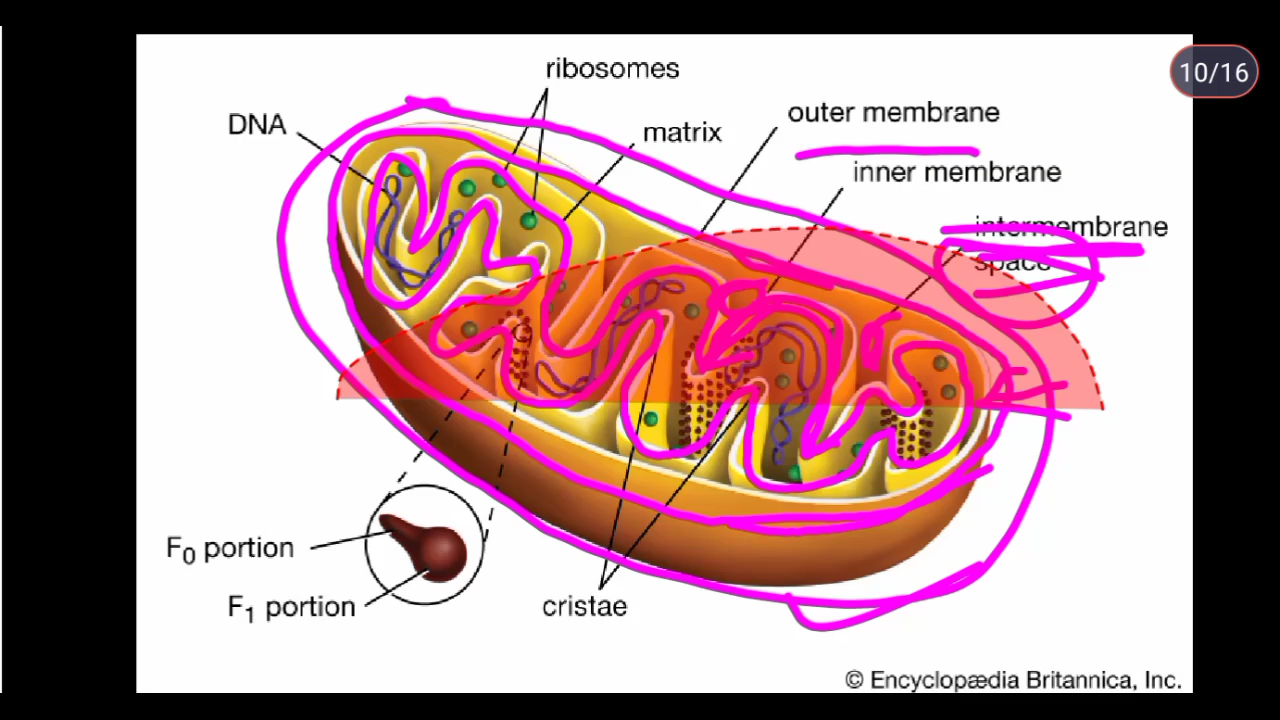 10/16
ribosomes
DNA
matrix
outer membrane
inner membrane
intermembrane
space
F₀ portion
F₁ portion
cristae
© Encyclopædia Britannica, Inc.